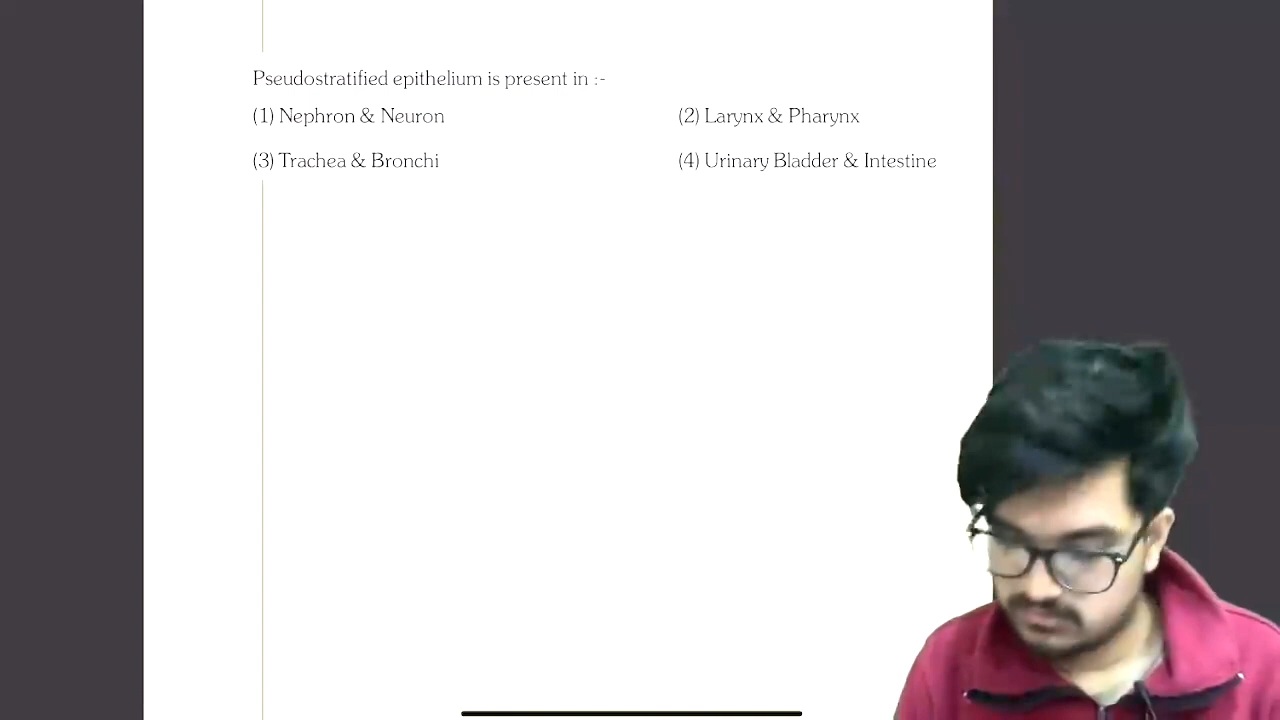 Pseudostratified epithelium is present in :-
(1) Nephron & Neuron
(2) Larynx & Pharynx
(3) Trachea & Bronchi
(4) Urinary Bladder & Intestine